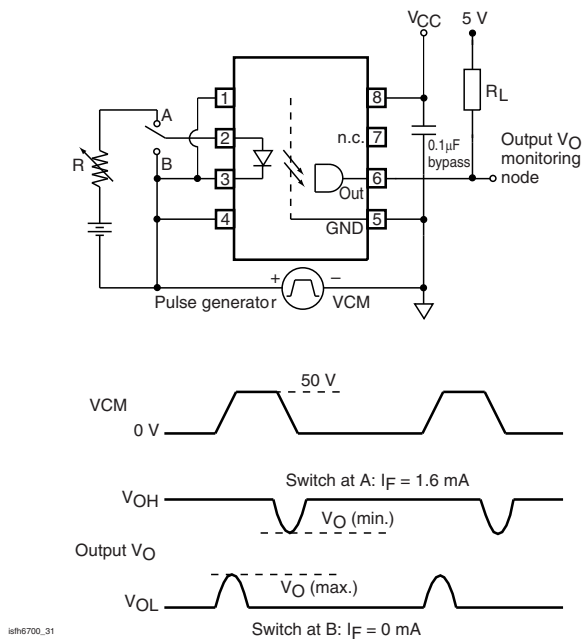 VCC 5 V
A
B
R
1
2
3
4
8
7
6
5
n.c.
Out
GND
0.1μF
bypass
RL
Output VO
monitoring
node
+ −
Pulse generator VCM
VCM
50 V
0 V
Switch at A: IF = 1.6 mA
VOH
VO (min.)
Output VO
VO (max.)
VOL
Switch at B: IF = 0 mA
isfh6700_31